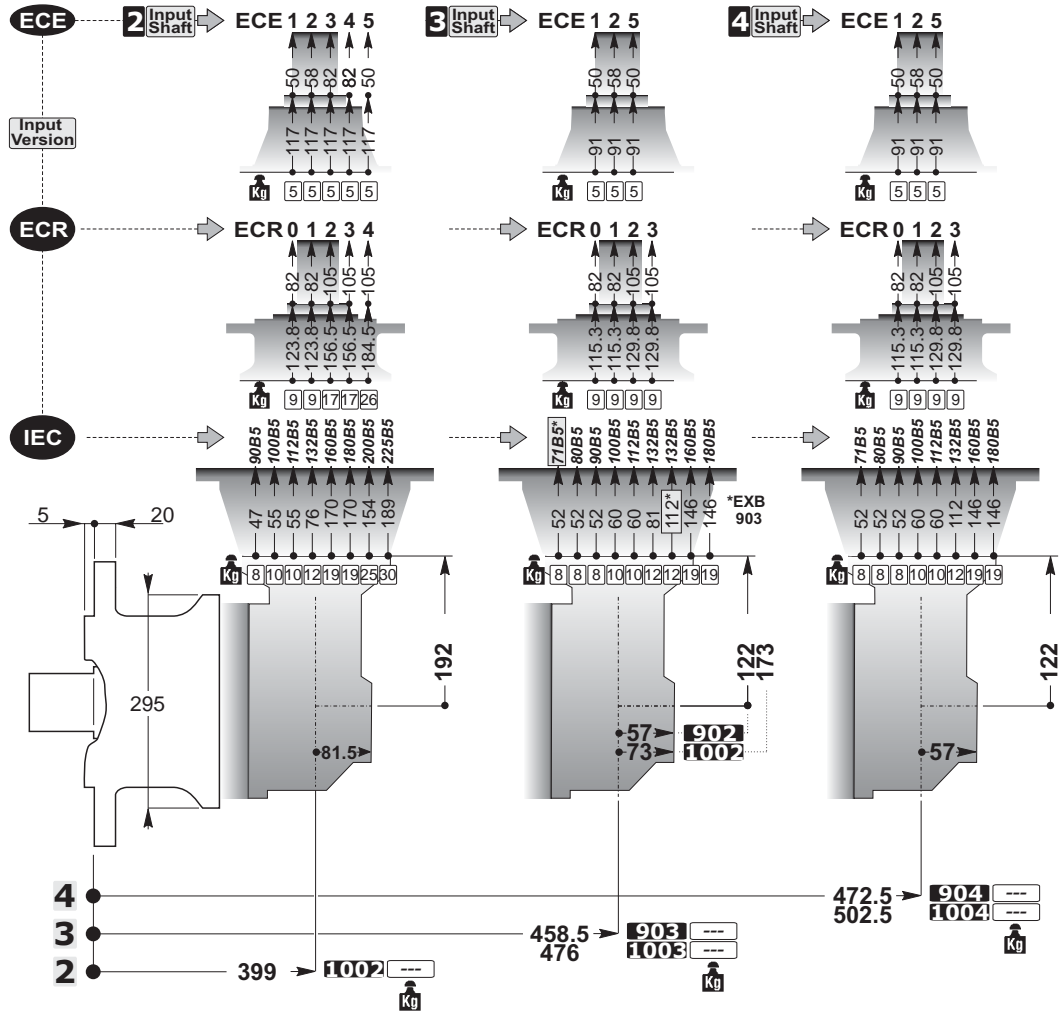 ECE 2 Input Shaft ECE 1 2 3 4 5 3 Input Shaft ECE 1 2 5 4 Input Shaft ECE 1 2 5
50 58 82 82 50 50 58 50 50 58 50
Input Version
117 117 117 117 117 91 91 91 91 91 91
Kg 5 5 5 5 5 Kg 5 5 5 Kg 5 5 5
ECR ECR 0 1 2 3 4 ECR 0 1 2 3 ECR 0 1 2 3
82 82 105 105 105 82 82 105 105 82 82 105 105
123.8 123.8 156.5 156.5 184.5 115.3 115.3 129.8 129.8 115.3 115.3 129.8 129.8
Kg 9 9 17 17 26 Kg 9 9 9 9 Kg 9 9 9 9
IEC 90B5 100B5 112B5 132B5 160B5 180B5 200B5 225B5 71B5* 80B5 90B5 100B5 112B5 132B5 132B5 160B5 180B5 71B5 80B5 90B5 100B5 112B5 132B5 160B5 180B5
47 55 55 76 170 170 154 189 52 52 52 60 60 81 112* 146 146 *EXB 52 52 52 60 60 112 146 146
903
5 20
Kg 8 10 10 12 19 19 25 30 Kg 8 8 8 10 10 12 12 19 19 Kg 8 8 8 10 10 12 19 19
192 122 173 122
295
57 902
81.5 73 1002 57
4 472.5 904 ---
502.5 1004 ---
3 458.5 903 --- Kg
476 1003 ---
2 399 1002 --- Kg
Kg